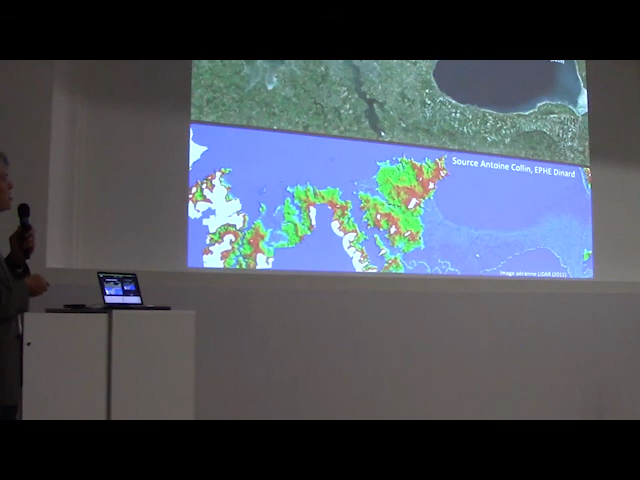 Source Antoine Collin, EPHE Dinard
Image aérienne LIDAR (2011)